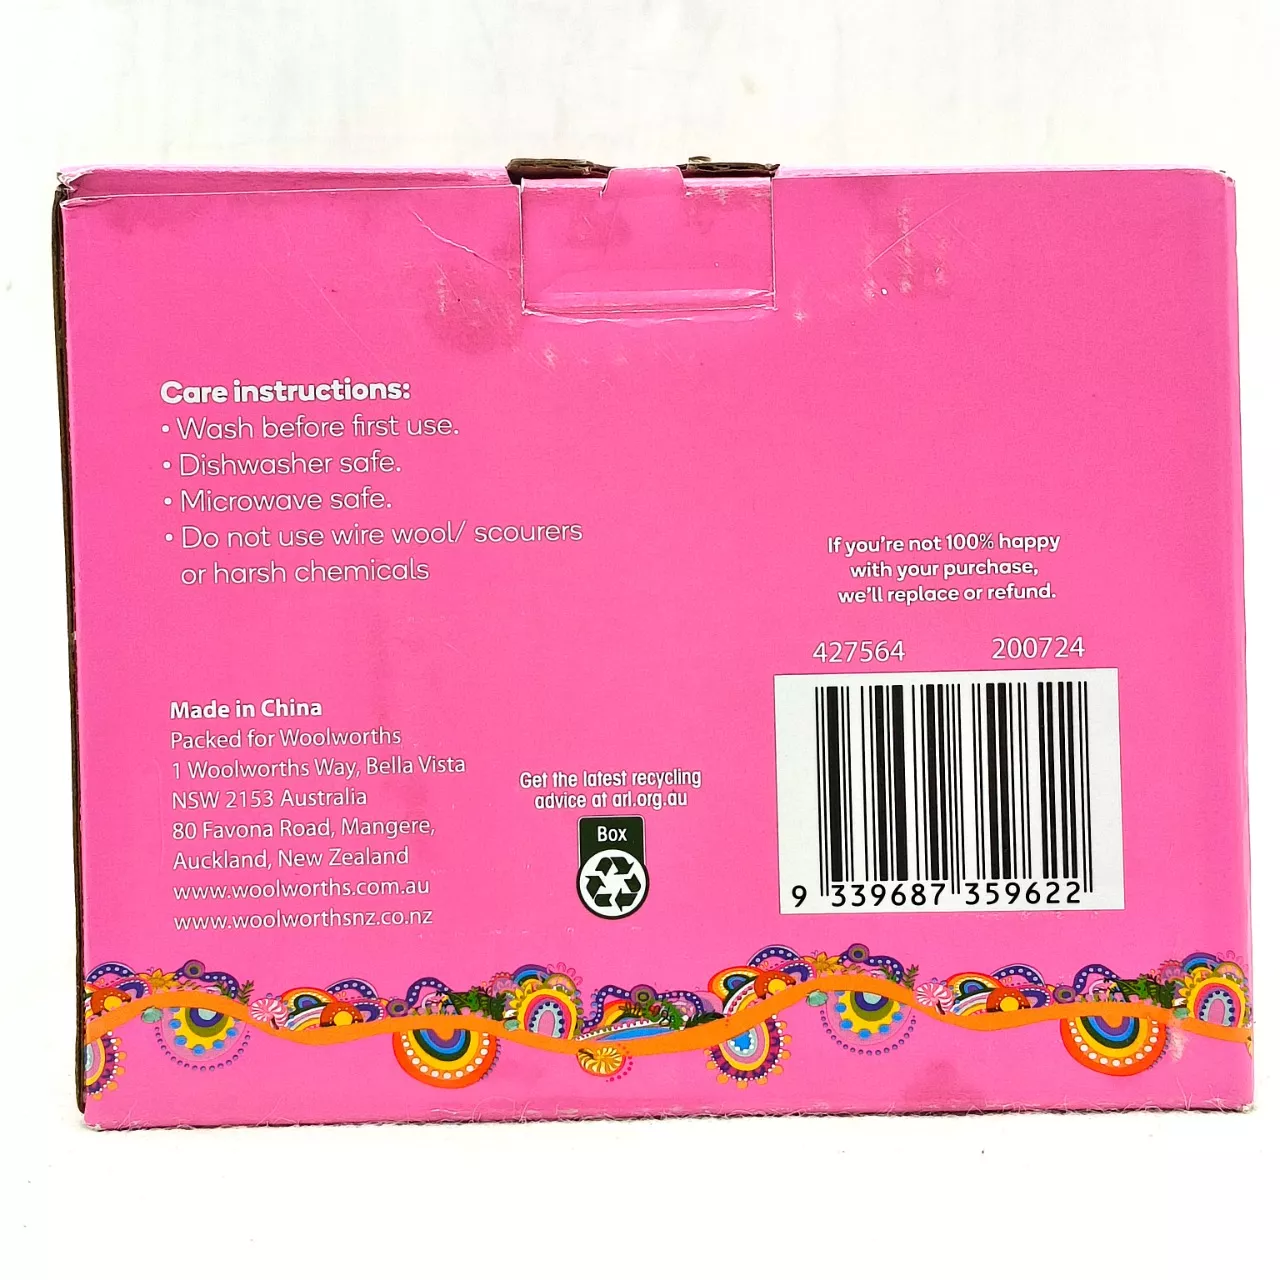 Care instructions:
• Wash before first use.
• Dishwasher safe.
• Microwave safe.
• Do not use wire wool/ scourers
or harsh chemicals
If you're not 100% happy
with your purchase,
we'll replace or refund.
427564 200724
9 339687 359622
Made in China
Packed for Woolworths
1 Woolworths Way, Bella Vista
NSW 2153 Australia
80 Favona Road, Mangere,
Auckland, New Zealand
www.woolworths.com.au
www.woolworthsnz.co.nz
Get the latest recycling
advice at arl.org.au
Box